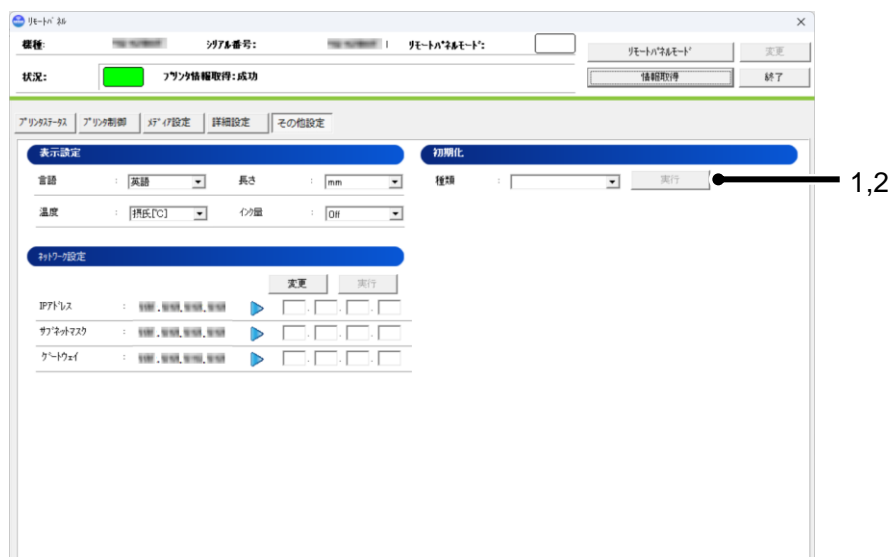 リモートパネル
機種:
シリアル番号:
リモートパネルモード:
リモートパネルモード
変更
状況:
プリンタ情報取得:成功
情報取得
終了
プリンタステータス
プリンタ制御
メディア設定
詳細設定
その他設定
表示設定
初期化
言語 : 英語
長さ : mm
種類 :
実行
1,2
温度 : 摂氏[°C]
インク量 : Off
ネットワーク設定
変更
実行
IPアドレス :
サブネットマスク :
ゲートウェイ :